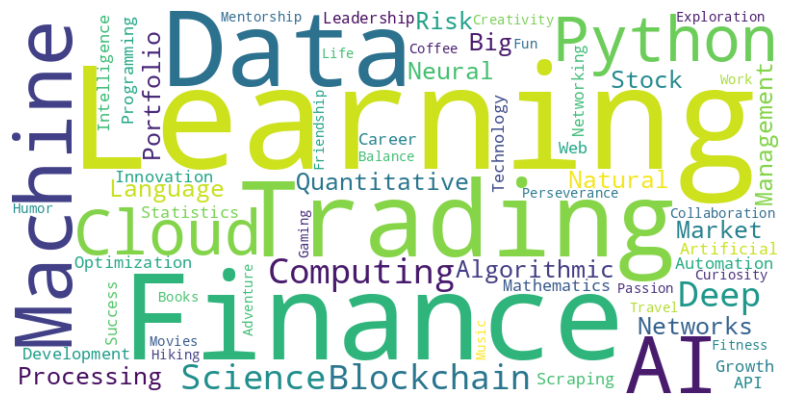 Machine
Intelligence
Programming
Portfolio
Mentorship
Data
Leadership
Risk
Creativity
Exploration
Life
Coffee
Big
Fun
Python
Neural
Networking
Stock
Work
Learning
Friendship
Career
Balance
Technology
Web
Management
Innovation
Language
Quantitative
Natural
Humor
Cloud
Statistics
Gaming
Trading
Perseverance
Collaboration
Market
Artificial
Optimization
Computing
Algorithmic
Automation
Mathematics
Passion
Curiosity
Success
Books
Adventure
Finance
Music
Travel
Deep
Movies
Networks
Development
Hiking
Fitness
Processing
Science
Blockchain
Scraping
AI
Growth
API